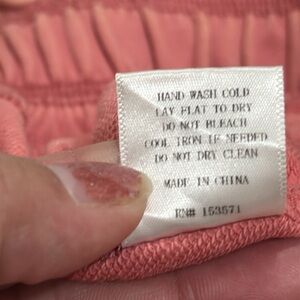 HAND WASH COLD
LAY FLAT TO DRY
DO NOT BLEACH
COOL IRON IF NEEDED
DO NOT DRY CLEAN
MADE IN CHINA
RN# 153571